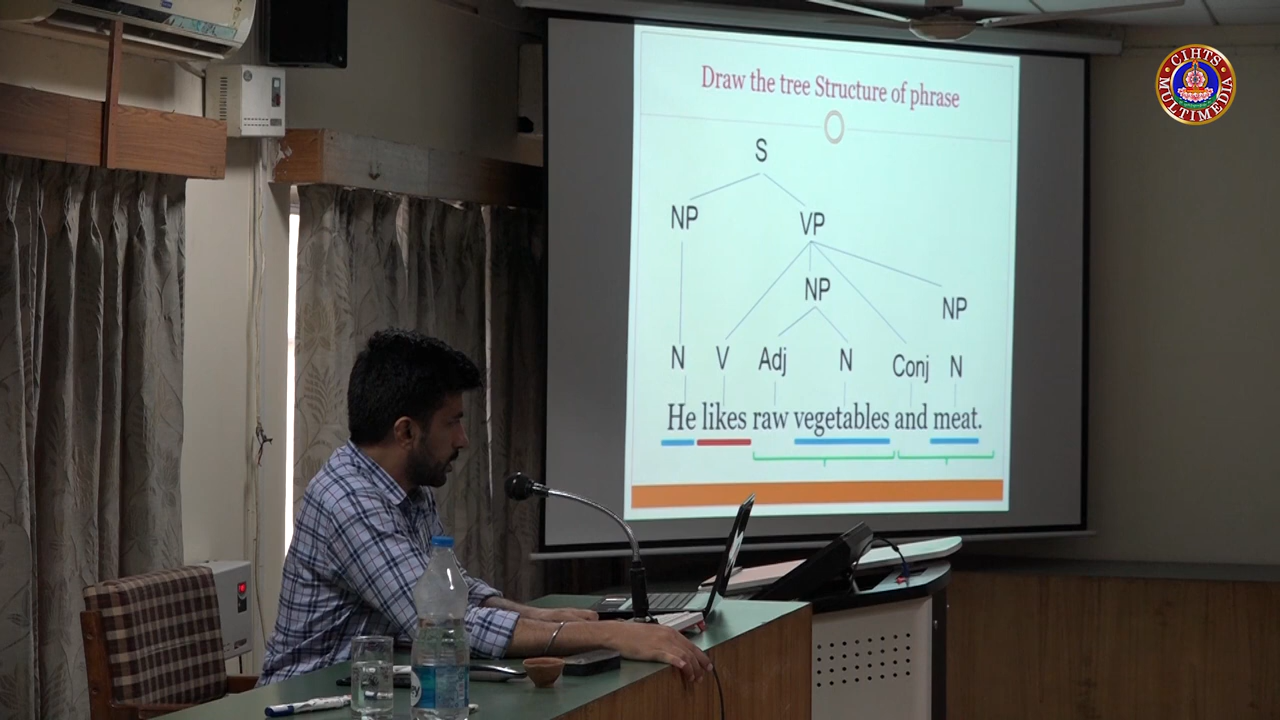 Draw the tree Structure of phrase
S
NP VP
NP NP
N V Adj N Conj N
He likes raw vegetables and meat.
CIHTS
MULTIMEDIA